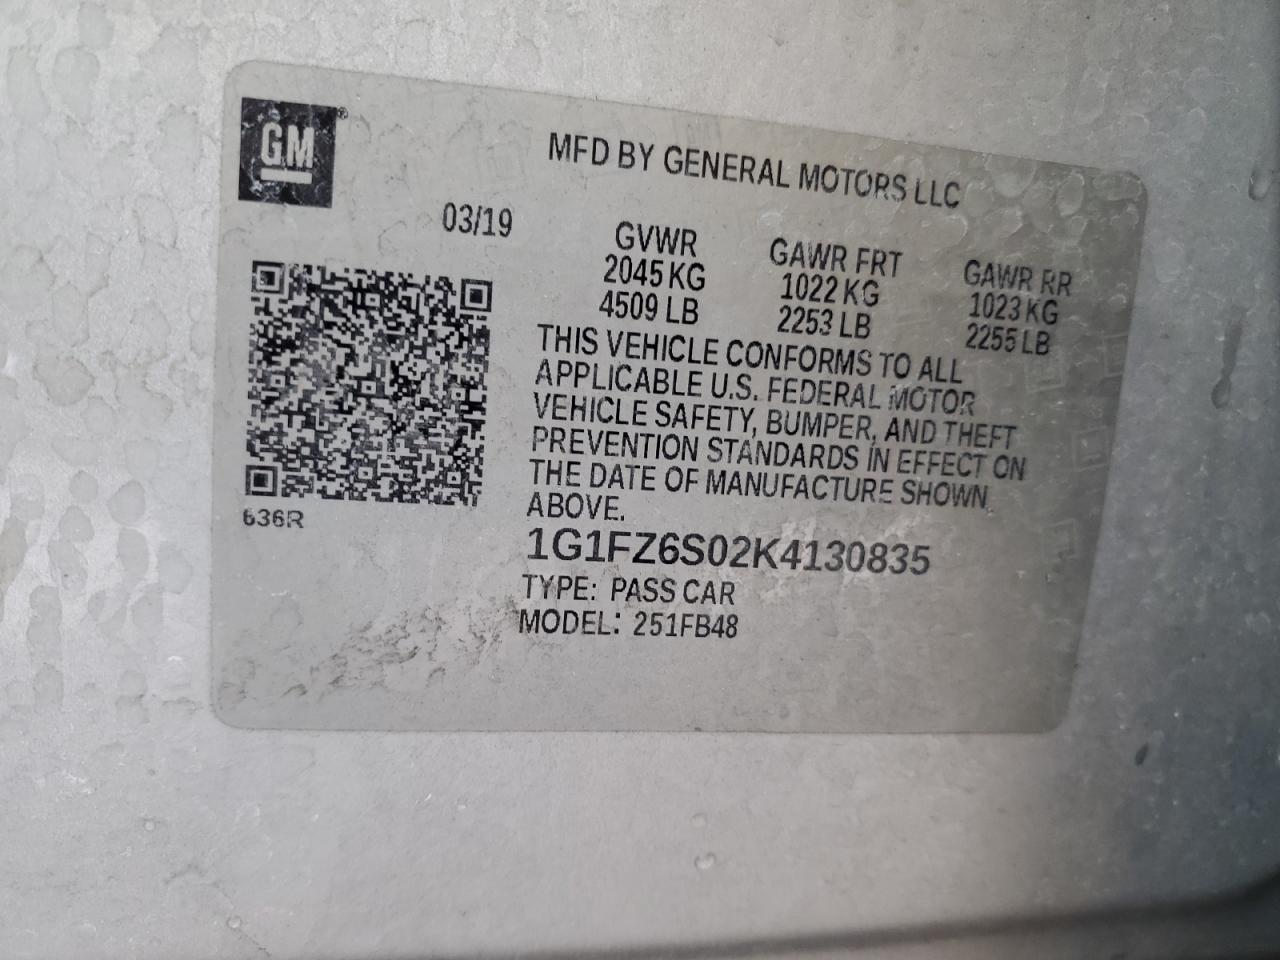 GM®
MFD BY GENERAL MOTORS LLC
03/19
GVWR GAWR FRT GAWR RR
2045 KG 1022 KG 1023 KG
4509 LB 2253 LB 2255 LB
THIS VEHICLE CONFORMS TO ALL
APPLICABLE U.S. FEDERAL MOTOR
VEHICLE SAFETY, BUMPER, AND THEFT
PREVENTION STANDARDS IN EFFECT ON
THE DATE OF MANUFACTURE SHOWN
ABOVE.
636R
1G1FZ6S02K4130835
TYPE: PASS CAR
MODEL: 251FB48